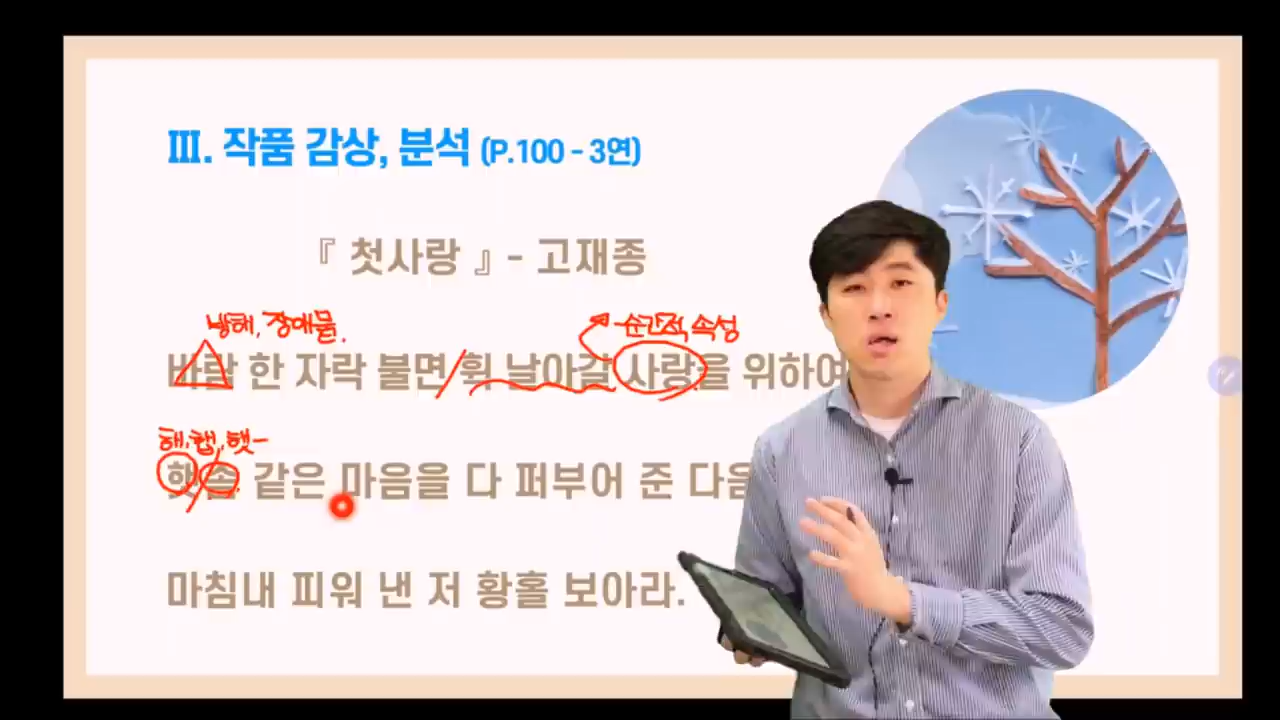 Ⅲ. 작품 감상, 분석 (P.100 - 3연)
『 첫사랑 』 - 고재종
방해, 장애물. 순간적, 속성
바람 한 자락 불면 휙 날아갈 사랑을 위하여
해, 햅, 햇-
햇솜 같은 마음을 다 퍼부어 준 다음
마침내 피워 낸 저 황홀 보아라.